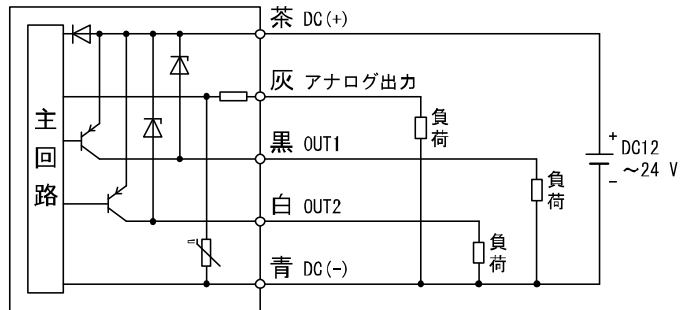 茶 DC(+)
灰 アナログ出力
主回路
負荷
黒 OUT1
+
DC12
～24 V
−
負荷
白 OUT2
負荷
青 DC(−)